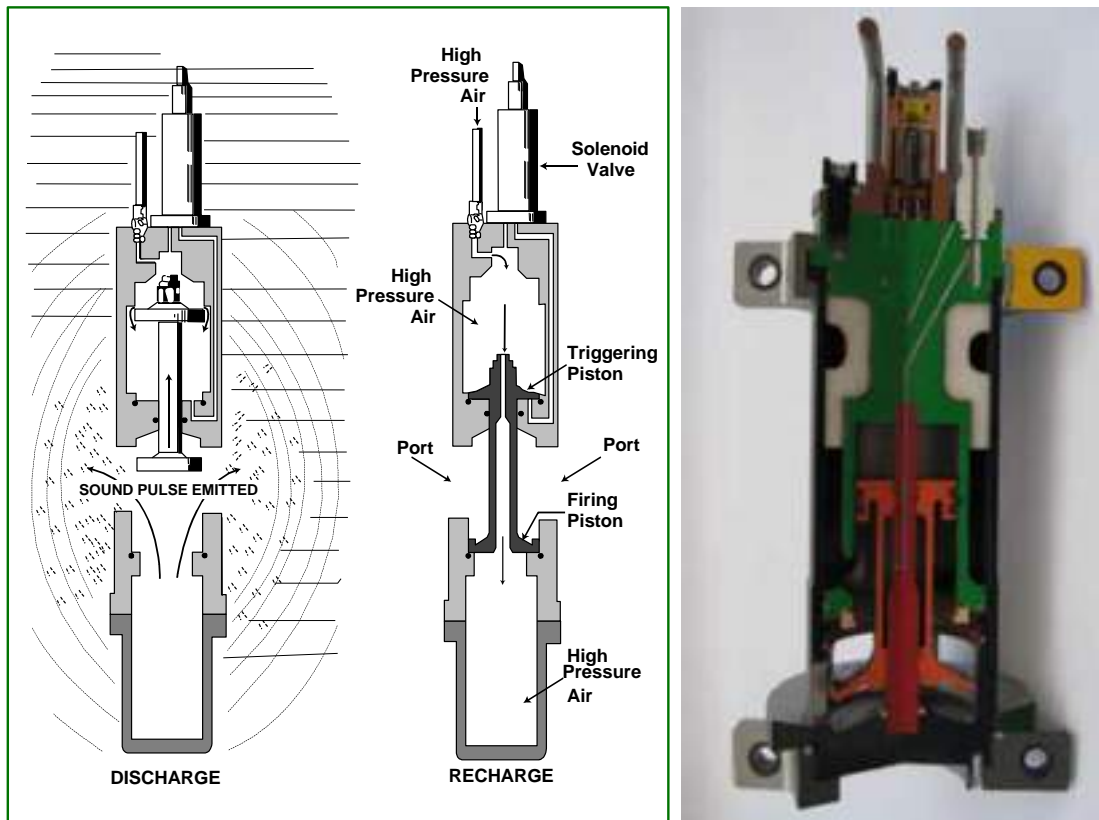 High
Pressure
Air
Solenoid
Valve
High
Pressure
Air
Triggering
Piston
Port
Port
SOUND PULSE EMITTED
Firing
Piston
High
Pressure
Air
DISCHARGE
RECHARGE